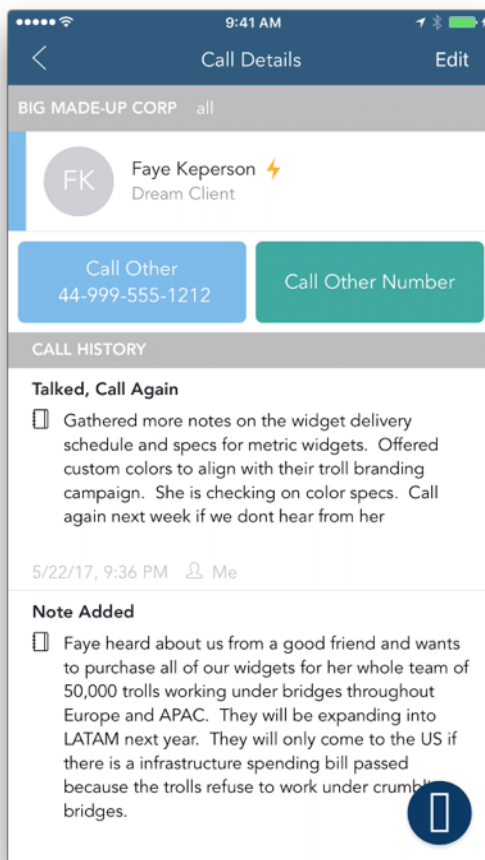 9:41 AM
Call Details
Edit
BIG MADE-UP CORP all
FK
Faye Keperson
Dream Client
Call Other
44-999-555-1212
Call Other Number
CALL HISTORY
Talked, Call Again
Gathered more notes on the widget delivery
schedule and specs for metric widgets. Offered
custom colors to align with their troll branding
campaign. She is checking on color specs. Call
again next week if we dont hear from her
5/22/17, 9:36 PM Me
Note Added
Faye heard about us from a good friend and wants
to purchase all of our widgets for her whole team of
50,000 trolls working under bridges throughout
Europe and APAC. They will be expanding into
LATAM next year. They will only come to the US if
there is a infrastructure spending bill passed
because the trolls refuse to work under
bridges.